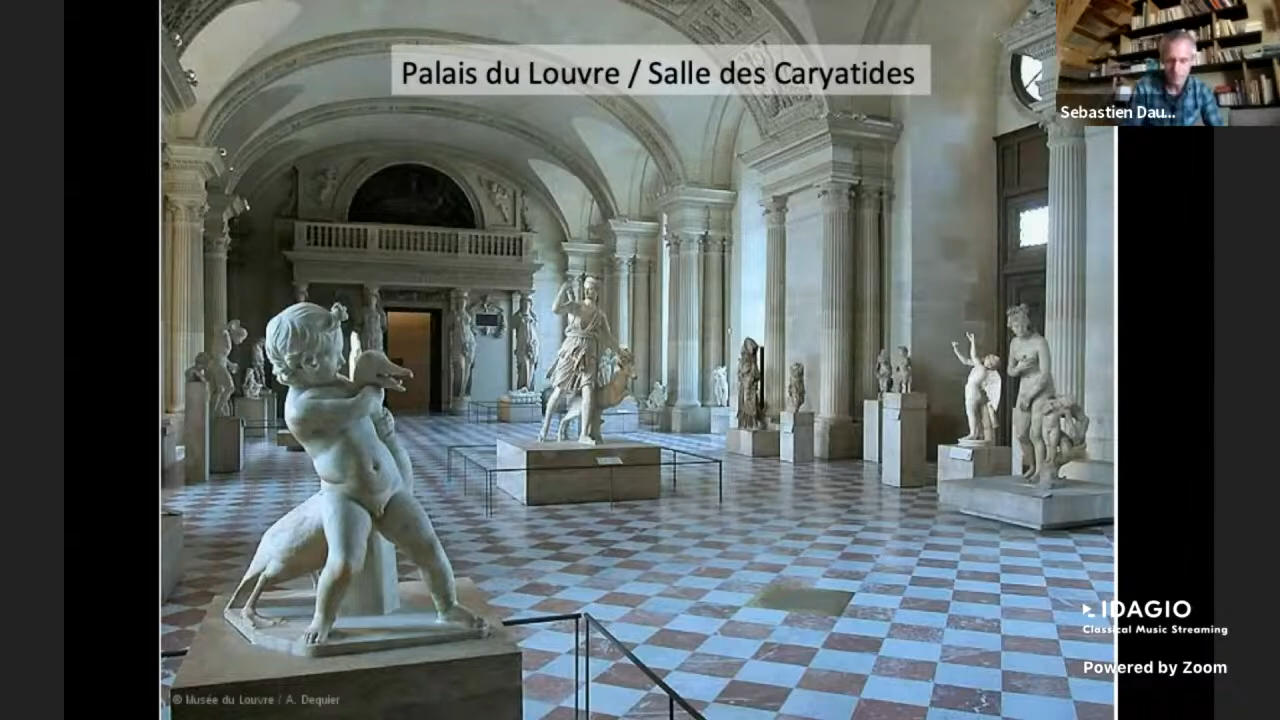 Palais du Louvre / Salle des Caryatides
Sebastien Dau...
IDAGIO
Classical Music Streaming
Powered by Zoom
© Musée du Louvre / A. Dequier